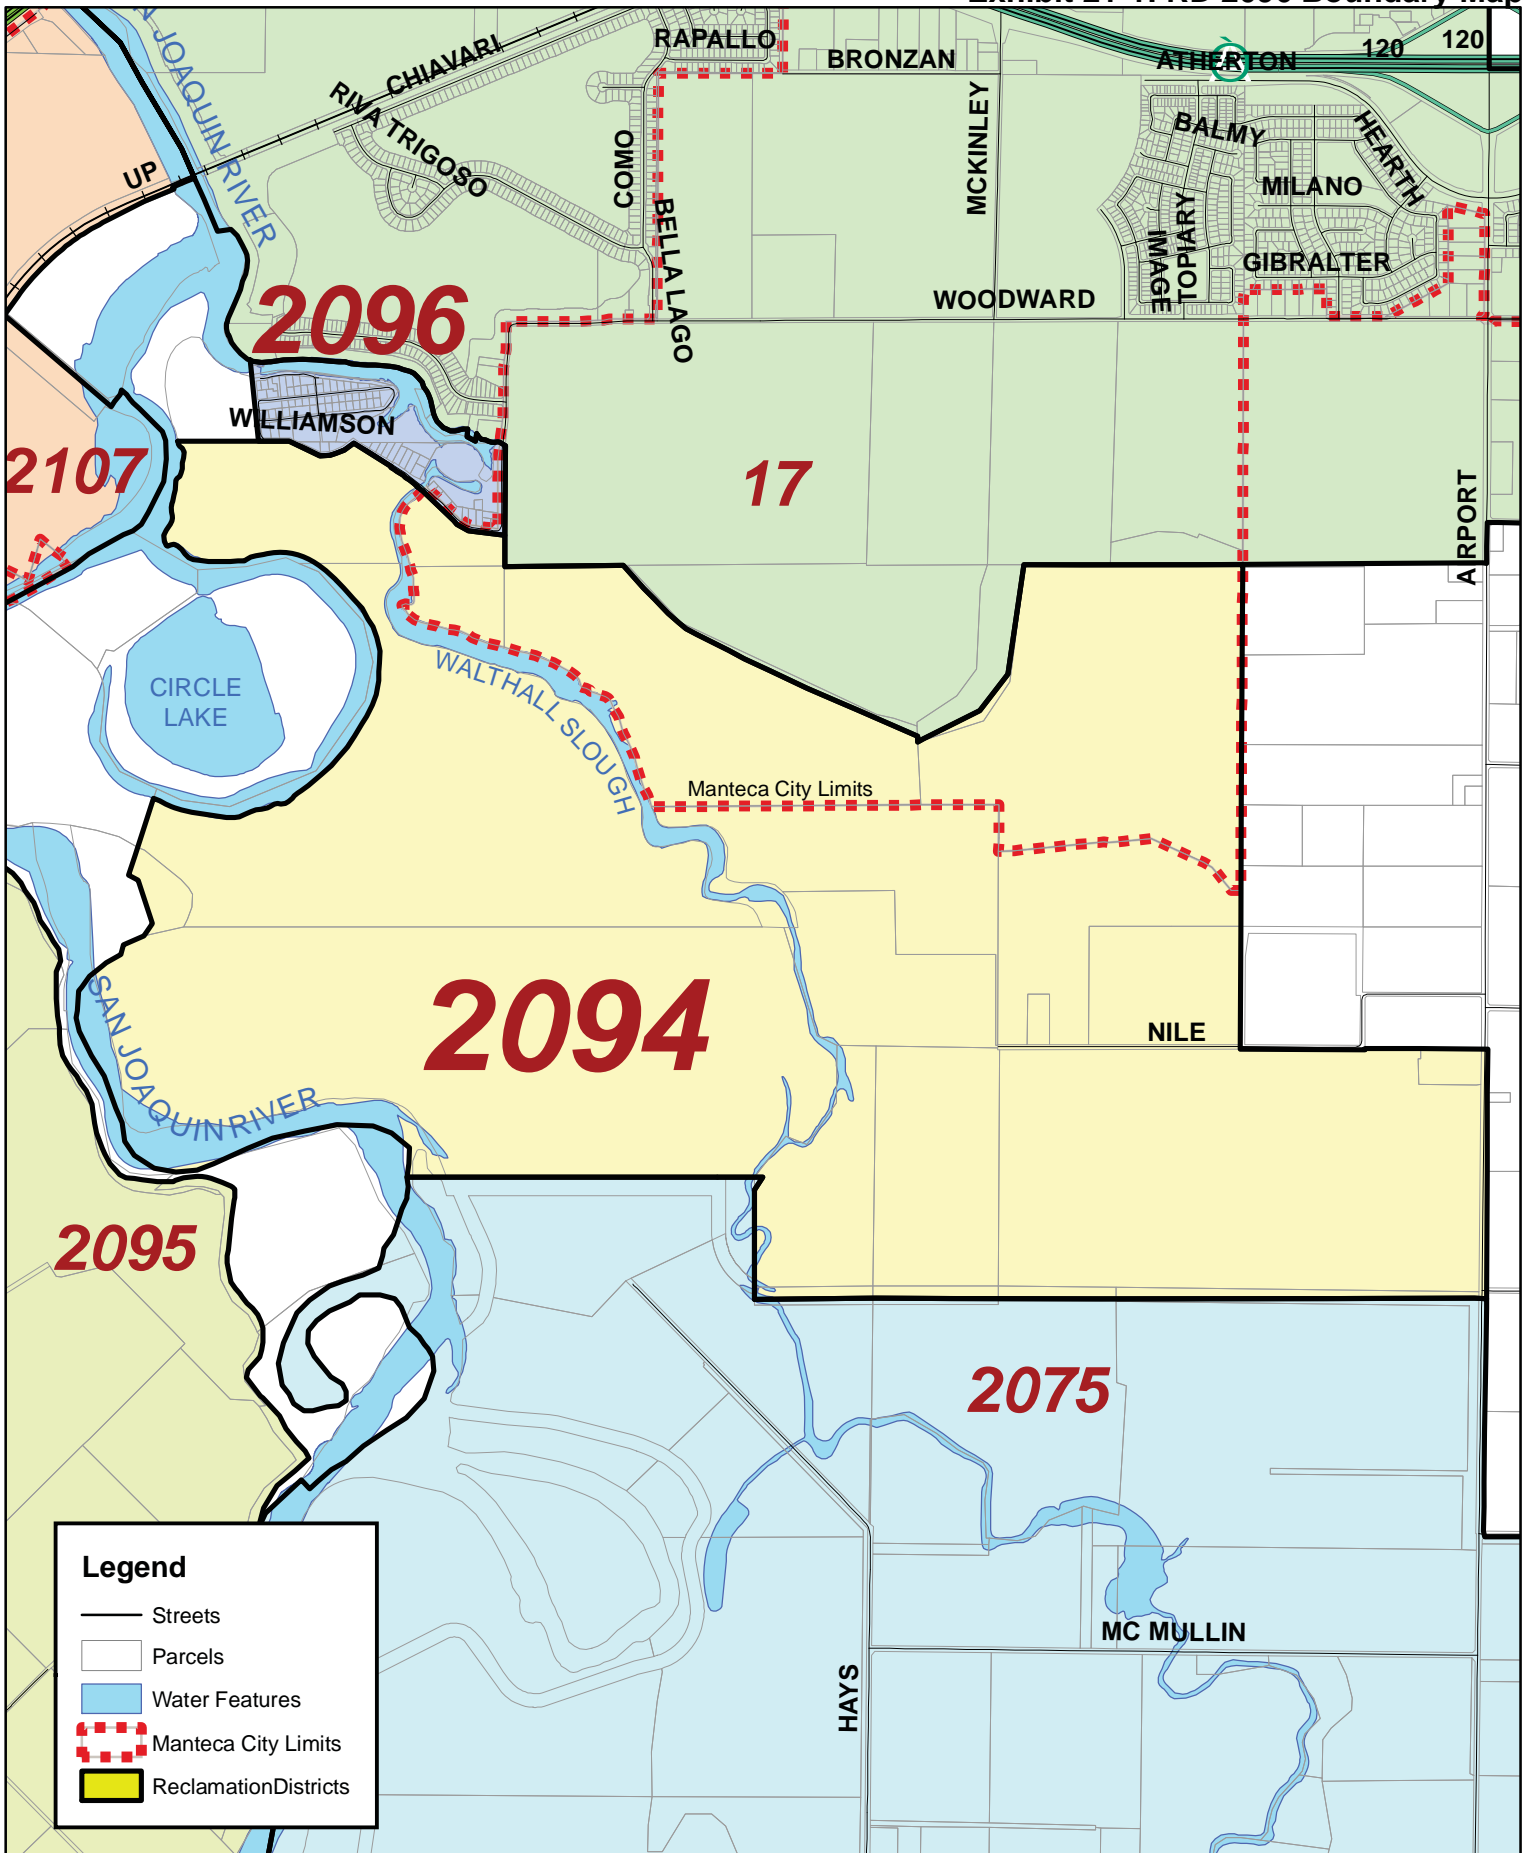 RAPALLO
BRONZAN
ATHERTON
120
120
CHIAVARI
JOAQUIN RIVER
RIVA TRIGOSO
COMO
MCKINLEY
BALMY
HEARTH
UP
MILANO
BELLA LAGO
IMAGE
TOPIARY
GIBRALTER
2096
WOODWARD
WILLIAMSON
2107
17
AIRPORT
CIRCLE
LAKE
WALTHALL SLOUGH
Manteca City Limits
2094
SAN JOAQUIN RIVER
NILE
2095
2075
MC MULLIN
HAYS
Legend
Streets
Parcels
Water Features
Manteca City Limits
ReclamationDistricts